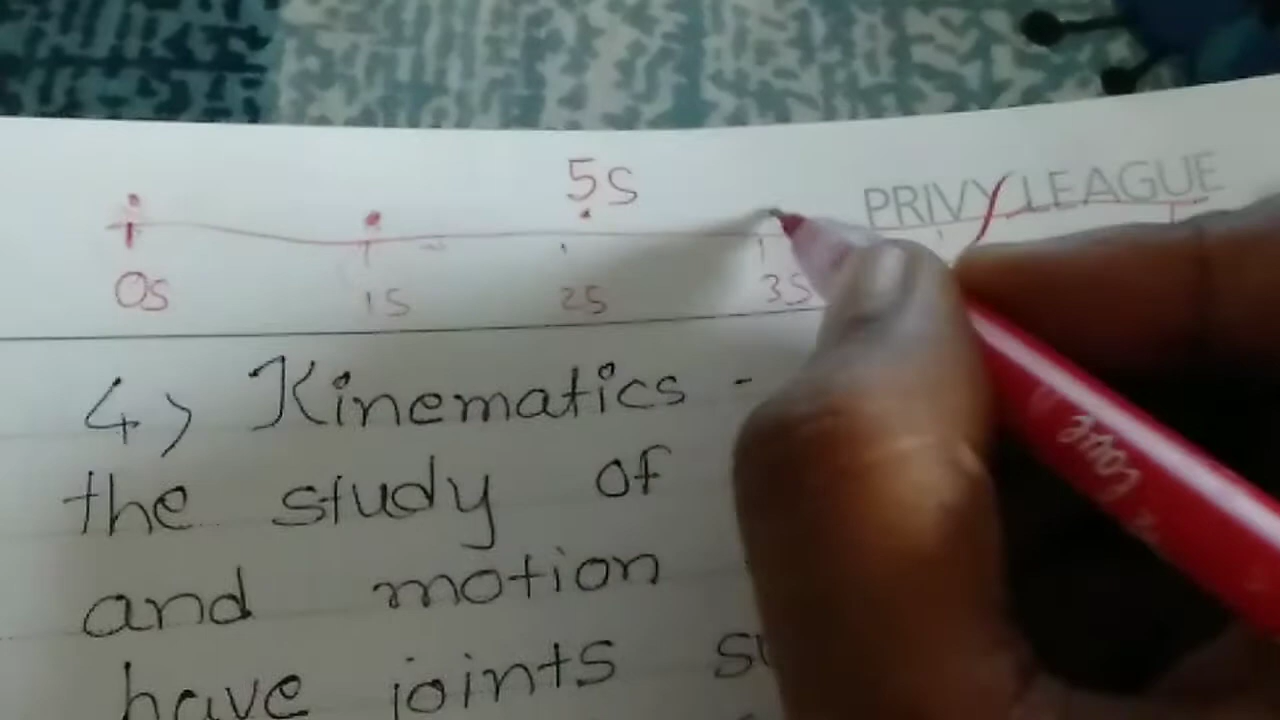 5s
PRIVY LEAGUE
0s 1s 2s 3s
4) Kinematics -
the study of
and motion
have joints